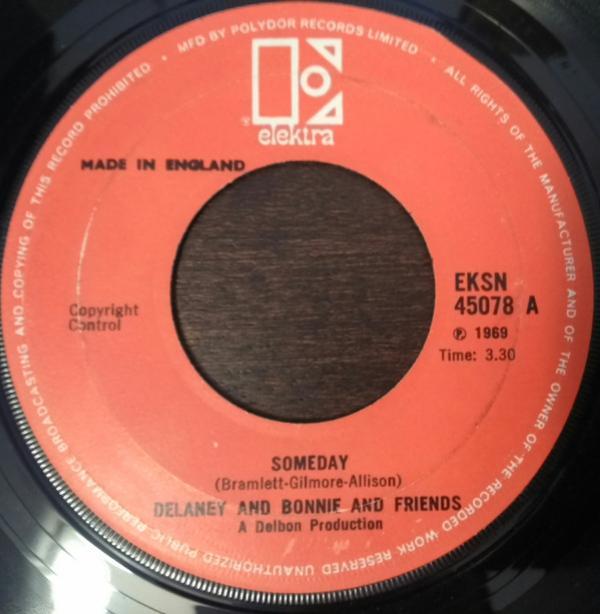 MFD BY POLYDOR RECORDS LIMITED • ALL RIGHTS OF THE MANUFACTURER AND OF THE OWNER OF THE RECORDED WORK RESERVED UNAUTHORIZED PUBLIC PERFORMANCE BROADCASTING AND COPYING OF THIS RECORD PROHIBITED •
elektra
MADE IN ENGLAND
EKSN
45078 A
Ⓟ 1969
Time: 3.30
Copyright
Control
SOMEDAY
(Bramlett-Gilmore-Allison)
DELANEY AND BONNIE AND FRIENDS
A Delbon Production